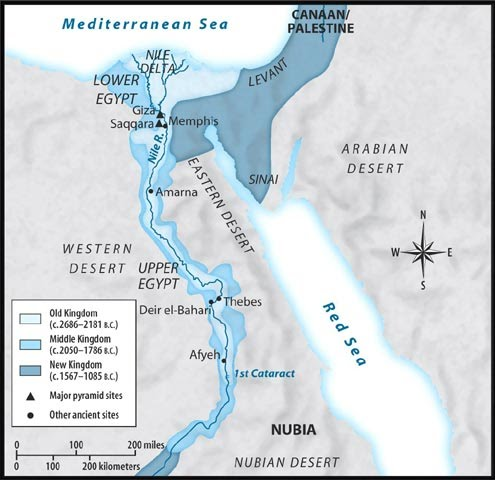 CANAAN/
PALESTINE
Mediterranean Sea
NILE
DELTA
LOWER
EGYPT
LEVANT
Giza
Saqqara
Memphis
Nile R.
ARABIAN
DESERT
SINAI
EASTERN DESERT
Amarna
N
W E
S
WESTERN
DESERT
UPPER
EGYPT
Thebes
Deir el-Bahari
Red Sea
Afyeh
1st Cataract
NUBIA
NUBIAN DESERT
Old Kingdom
(c.2686–2181 B.C.)
Middle Kingdom
(c.2050–1786 B.C.)
New Kingdom
(c.1567–1085 B.C.)
Major pyramid sites
Other ancient sites
0 100 200 miles
0 100 200 kilometers